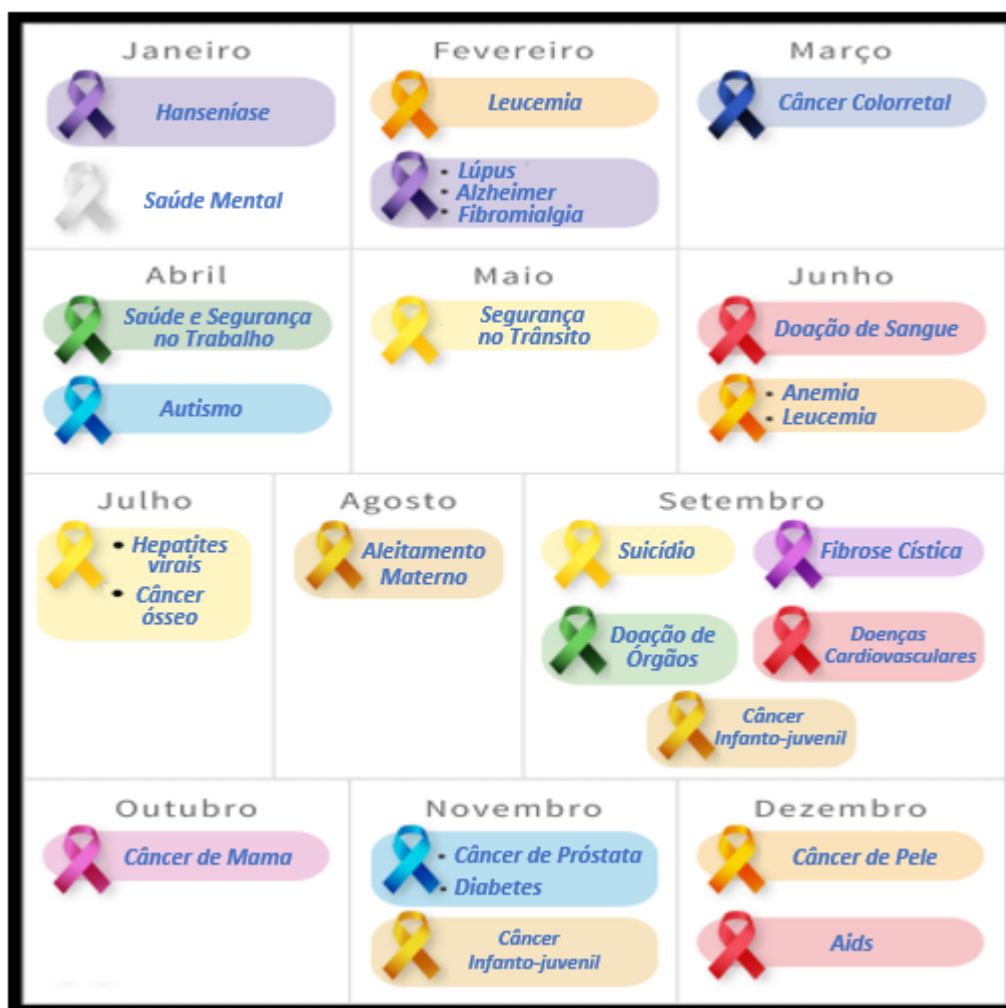 Janeiro
Hanseníase
Saúde Mental
Fevereiro
Leucemia
• Lúpus
• Alzheimer
• Fibromialgia
Março
Câncer Colorretal
Abril
Saúde e Segurança
no Trabalho
Autismo
Maio
Segurança
no Trânsito
Junho
Doação de Sangue
• Anemia
• Leucemia
Julho
• Hepatites
virais
• Câncer
ósseo
Agosto
Aleitamento
Materno
Setembro
Suicídio
Fibrose Cística
Doação de
Órgãos
Doenças
Cardiovasculares
Câncer
Infanto-juvenil
Outubro
Câncer de Mama
Novembro
• Câncer de Próstata
• Diabetes
Câncer
Infanto-juvenil
Dezembro
Câncer de Pele
Aids